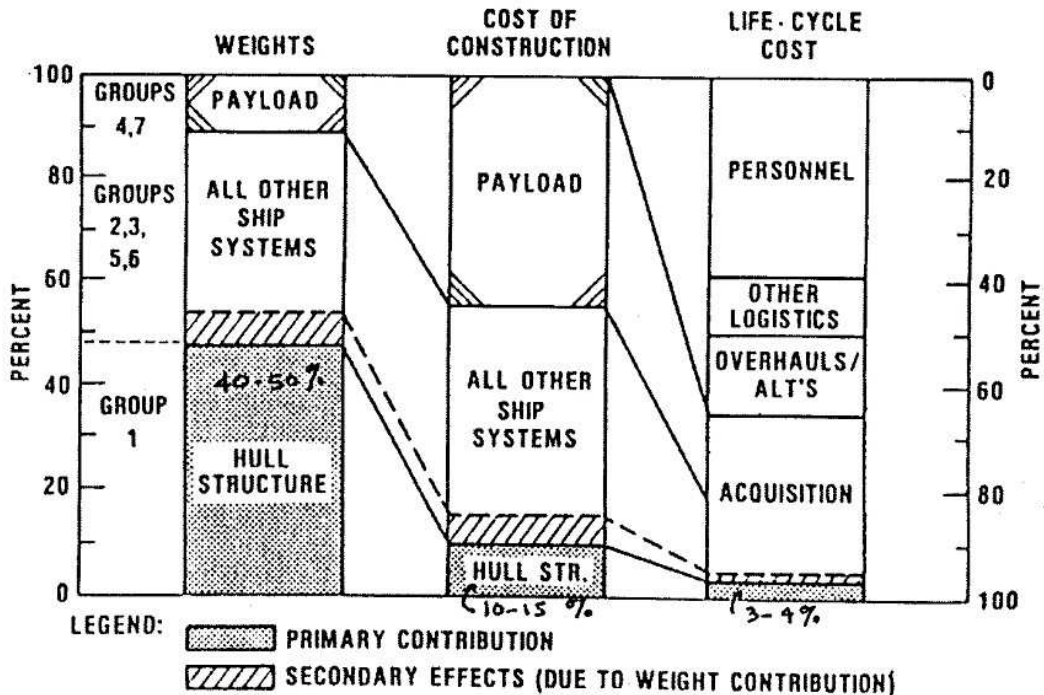 WEIGHTS
COST OF
CONSTRUCTION
LIFE-CYCLE
COST
100
80
60
40
20
0
PERCENT
GROUPS
4,7
GROUPS
2,3,
5,6
GROUP
1
PAYLOAD
ALL OTHER
SHIP
SYSTEMS
40-50%
HULL
STRUCTURE
PAYLOAD
ALL OTHER
SHIP
SYSTEMS
HULL STR.
10-15 %
PERSONNEL
OTHER
LOGISTICS
OVERHAULS/
ALT'S
ACQUISITION
3-4%
0
20
40
60
80
100
PERCENT
LEGEND:
PRIMARY CONTRIBUTION
SECONDARY EFFECTS (DUE TO WEIGHT CONTRIBUTION)